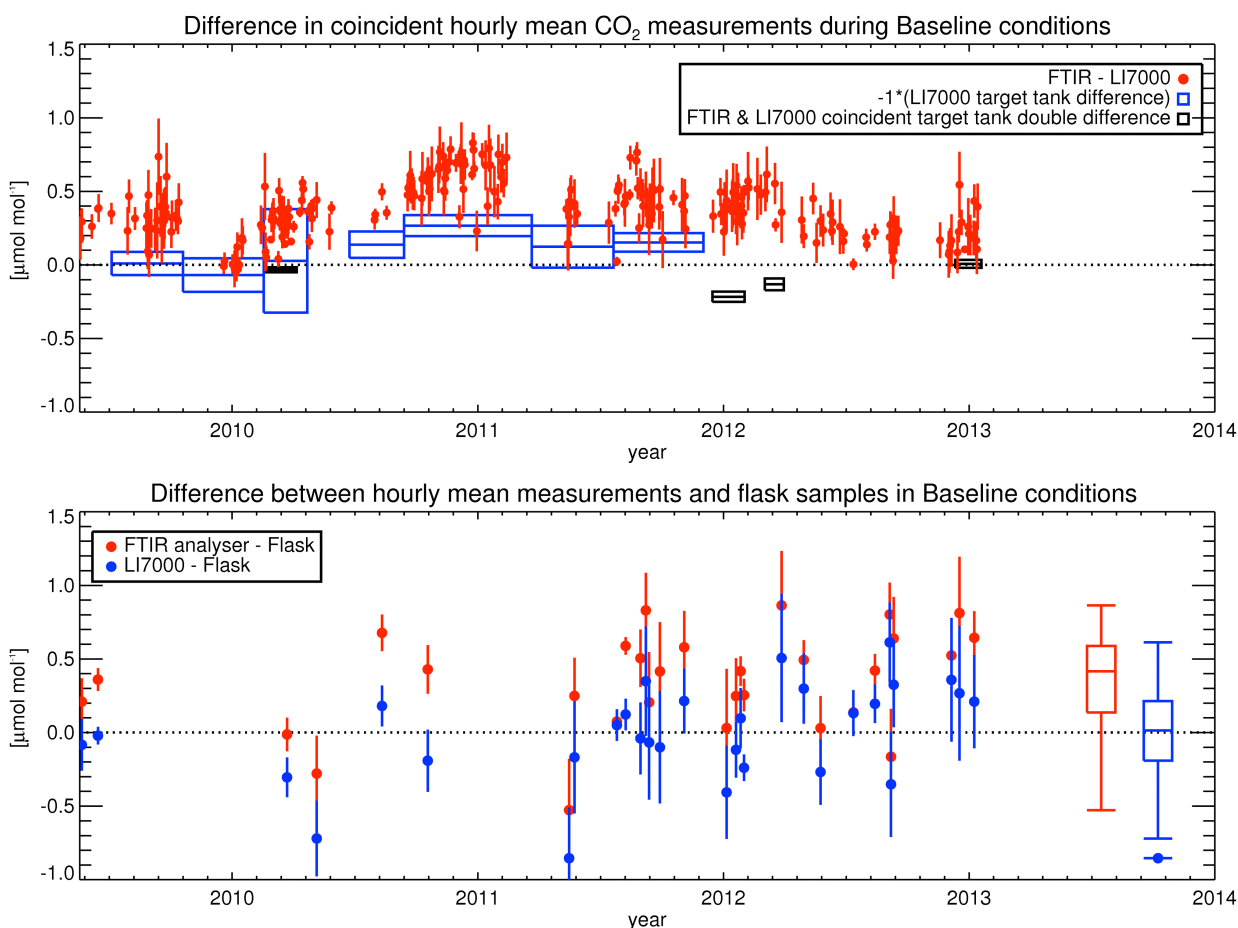 Difference in coincident hourly mean CO₂ measurements during Baseline conditions
1.5
1.0
0.5
0.0
-0.5
-1.0
[µmol mol⁻¹]
FTIR - LI7000
-1*(LI7000 target tank difference)
FTIR & LI7000 coincident target tank double difference
2010
2011
2012
2013
2014
year
Difference between hourly mean measurements and flask samples in Baseline conditions
1.5
1.0
0.5
0.0
-0.5
-1.0
[µmol mol⁻¹]
FTIR analyser - Flask
LI7000 - Flask
2010
2011
2012
2013
2014
year